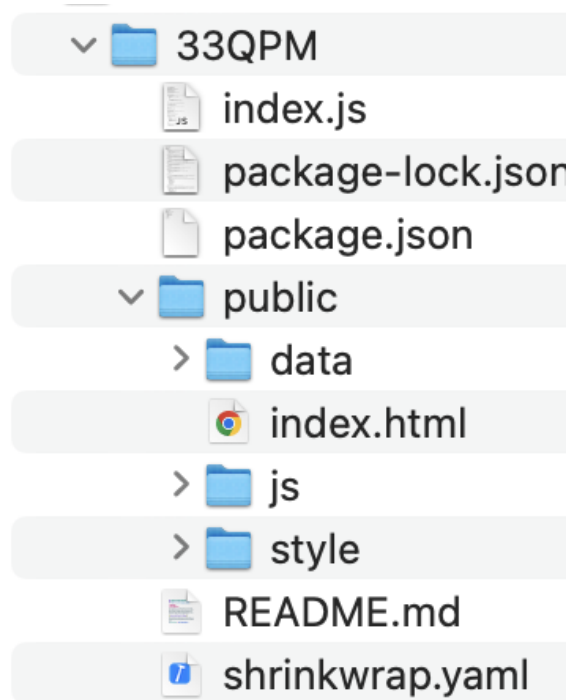 33QPM
index.js
package-lock.json
package.json
public
data
index.html
js
style
README.md
shrinkwrap.yaml